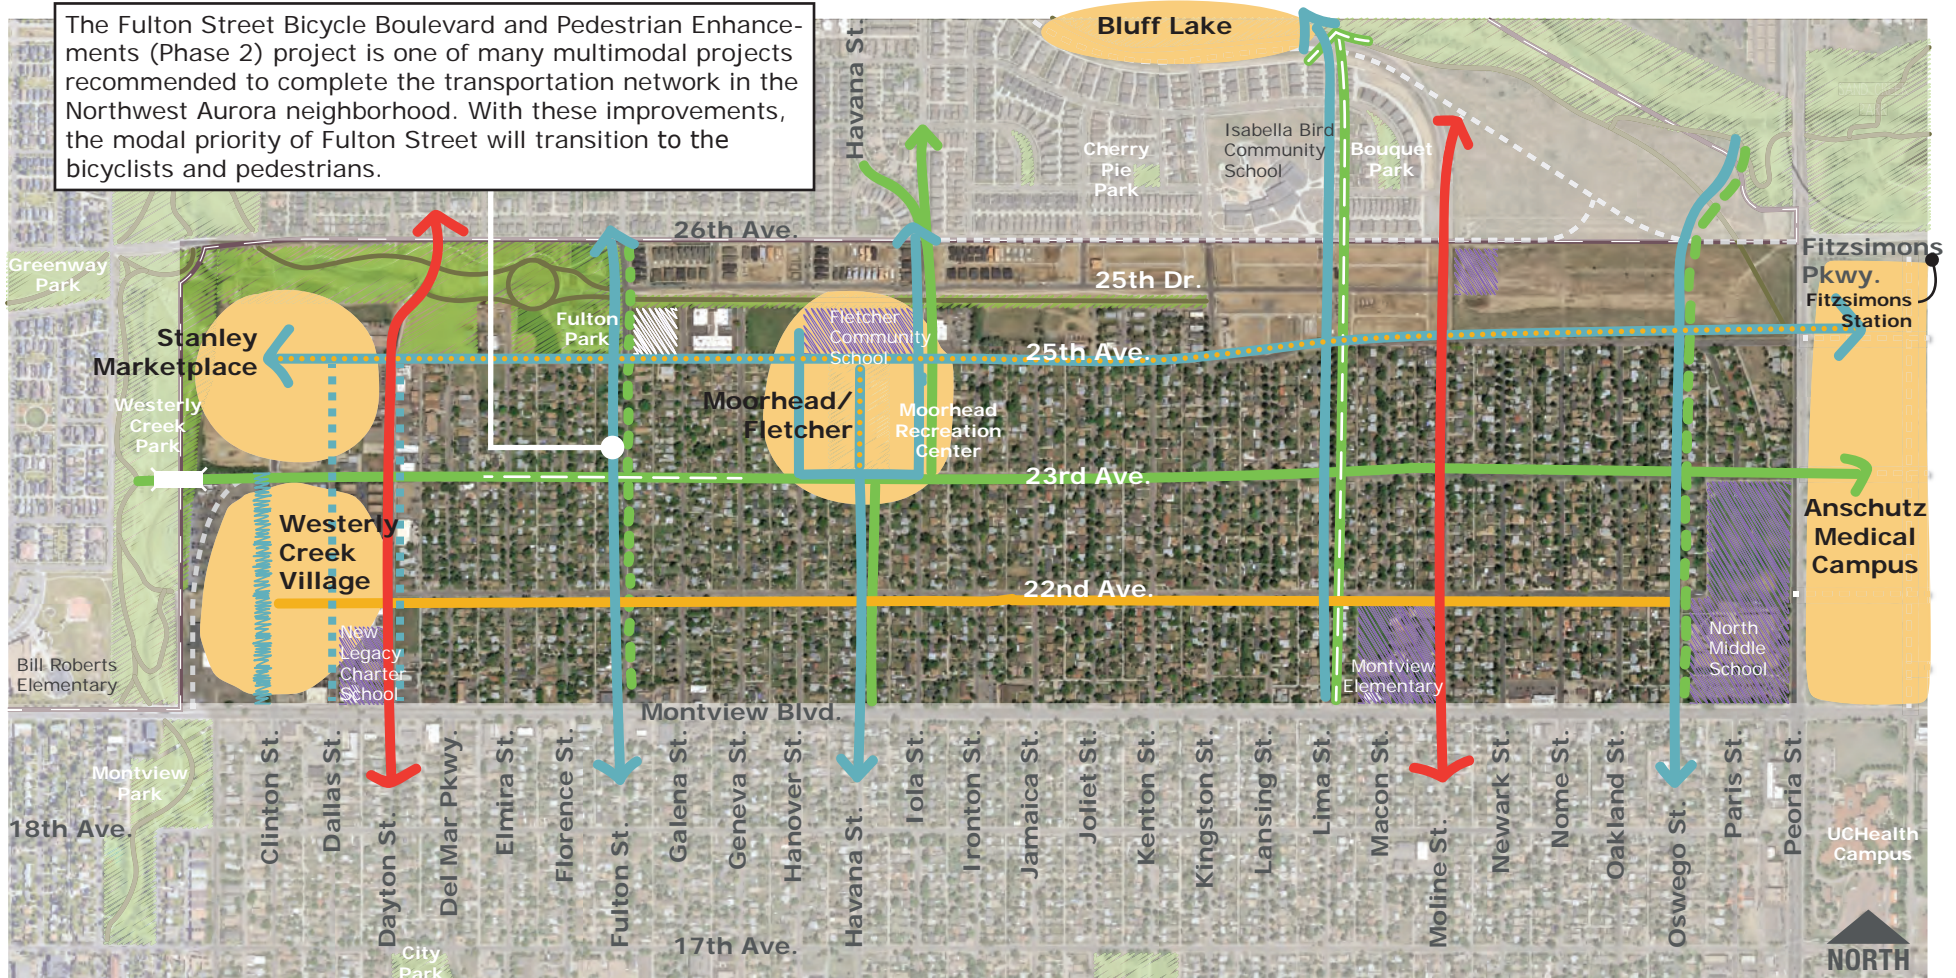 The Fulton Street Bicycle Boulevard and Pedestrian Enhance-
ments (Phase 2) project is one of many multimodal projects
recommended to complete the transportation network in the
Northwest Aurora neighborhood. With these improvements,
the modal priority of Fulton Street will transition to the
bicyclists and pedestrians.
Havana St.
Bluff Lake
Cherry
Pie
Park
Isabella Bird
Community
School
Bouquet
Park
26th Ave.
Greenway
Park
25th Dr.
Fitzsimons
Pkwy.
Fitzsimons
Station
Stanley
Marketplace
Fulton
Park
Fletcher
Community
School
25th Ave.
Westerly
Creek
Park
Moorhead/
Fletcher
Moorhead
Recreation
Center
23rd Ave.
Westerly
Creek
Village
Anschutz
Medical
Campus
22nd Ave.
New
Legacy
Charter
School
Bill Roberts
Elementary
Montview
Elementary
North
Middle
School
Montview Blvd.
Montview
Park
18th Ave.
Clinton St.
Dallas St.
Dayton St.
Del Mar Pkwy.
Elmira St.
Florence St.
Fulton St.
Galena St.
Geneva St.
Hanover St.
Havana St.
Iola St.
Ironton St.
Jamaica St.
Joliet St.
Kenton St.
Kingston St.
Lansing St.
Lima St.
Macon St.
Moline St.
Newark St.
Nome St.
Oakland St.
Oswego St.
Paris St.
Peoria St.
UCHealth
Campus
17th Ave.
City
Park
NORTH